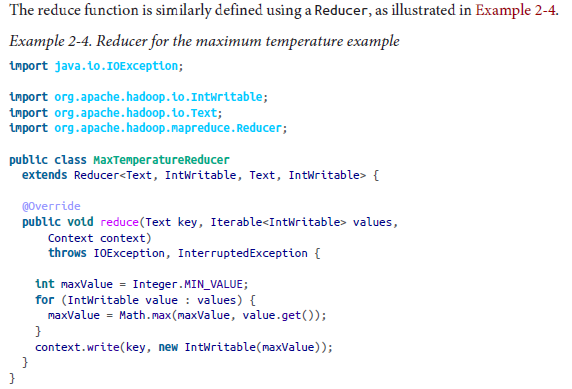 The reduce function is similarly defined using a Reducer, as illustrated in Example 2-4.
Example 2-4. Reducer for the maximum temperature example
import java.io.IOException;

import org.apache.hadoop.io.IntWritable;
import org.apache.hadoop.io.Text;
import org.apache.hadoop.mapreduce.Reducer;

public class MaxTemperatureReducer
  extends Reducer<Text, IntWritable, Text, IntWritable> {

  @Override
  public void reduce(Text key, Iterable<IntWritable> values,
      Context context)
      throws IOException, InterruptedException {

    int maxValue = Integer.MIN_VALUE;
    for (IntWritable value : values) {
      maxValue = Math.max(maxValue, value.get());
    }
    context.write(key, new IntWritable(maxValue));
  }
}